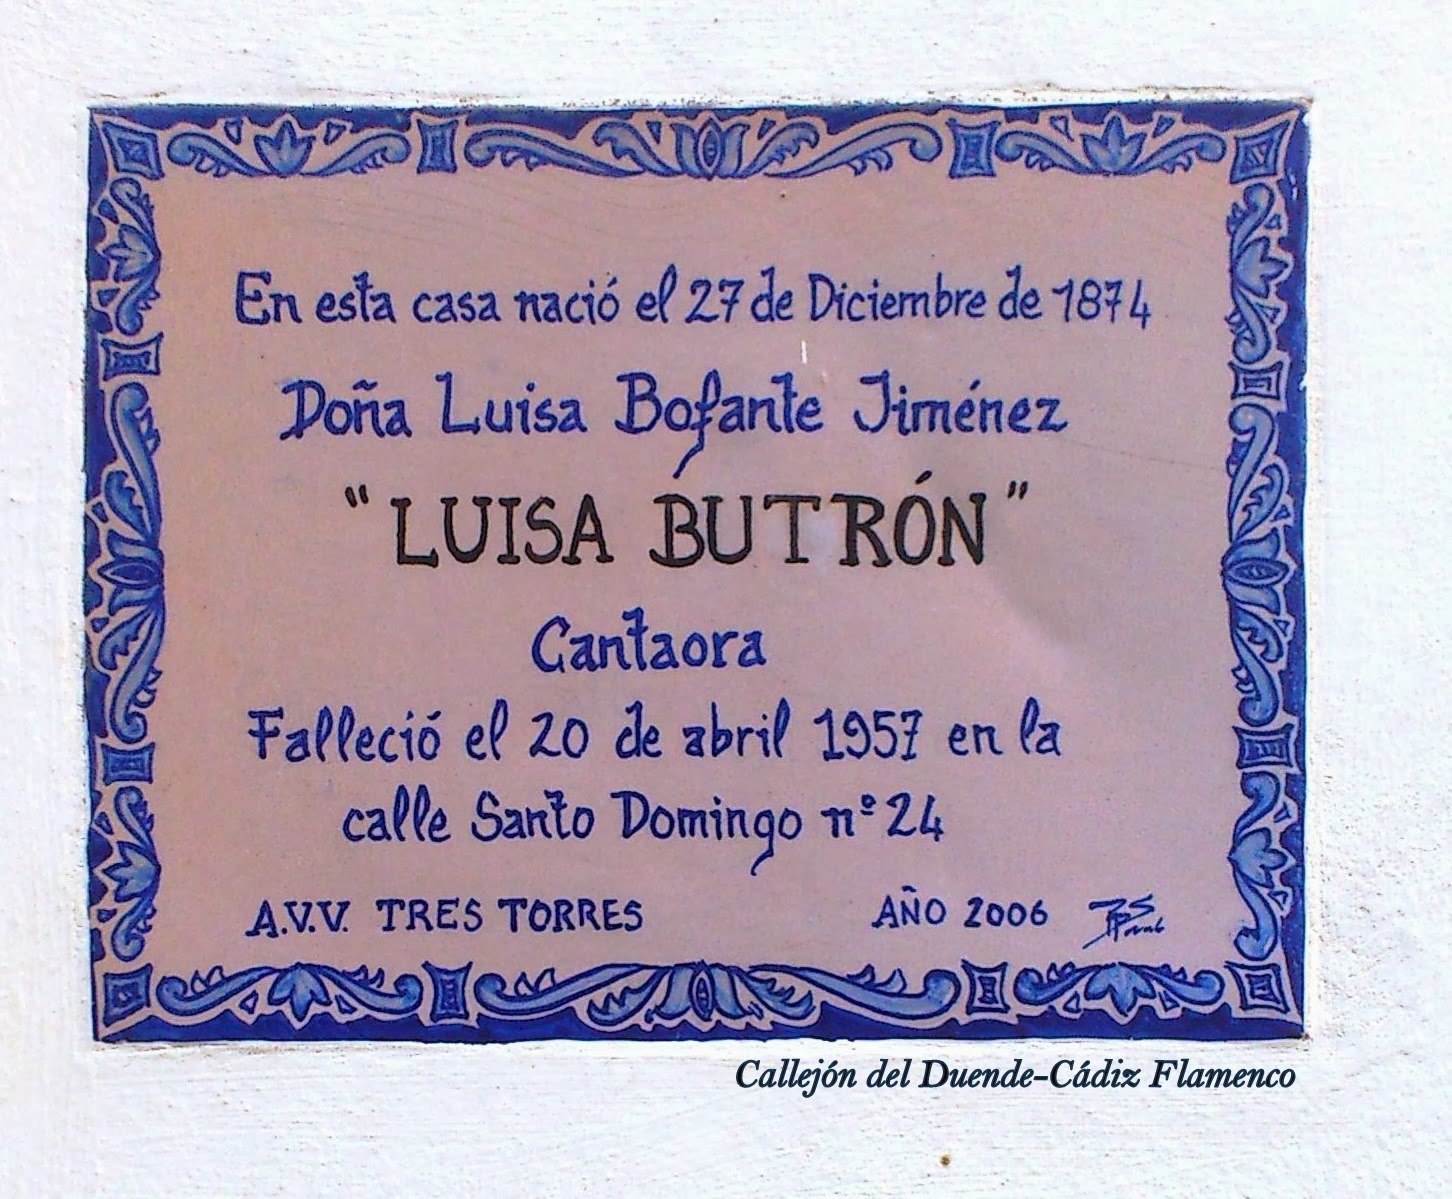 En esta casa nació el 27 de Diciembre de 1874
Doña Luisa Bofante Jiménez
"LUISA BUTRÓN"
Cantaora
Falleció el 20 de abril 1957 en la
calle Santo Domingo nº 24
A.V.V. TRES TORRES AÑO 2006
Callejón del Duende-Cádiz Flamenco